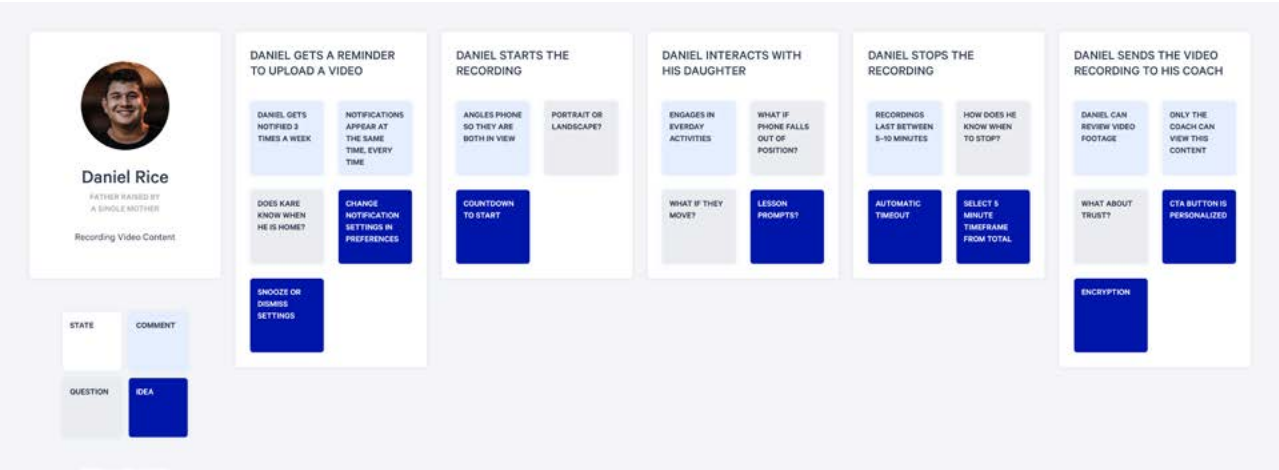 Daniel Rice
FATHER RAISED BY
A SINGLE MOTHER
Recording Video Content
STATE
COMMENT
QUESTION
IDEA
DANIEL GETS A REMINDER
TO UPLOAD A VIDEO
DANIEL GETS
NOTIFIED 3
TIMES A WEEK
NOTIFICATIONS
APPEAR AT
THE SAME
TIME, EVERY
TIME
DOES KARE
KNOW WHEN
HE IS HOME?
CHANGE
NOTIFICATION
SETTINGS IN
PREFERENCES
SNOOZE OR
DISMISS
SETTINGS
DANIEL STARTS THE
RECORDING
ANGLES PHONE
SO THEY ARE
BOTH IN VIEW
PORTRAIT OR
LANDSCAPE?
COUNTDOWN
TO START
DANIEL INTERACTS WITH
HIS DAUGHTER
ENGAGES IN
EVERDAY
ACTIVITIES
WHAT IF
PHONE FALLS
OUT OF
POSITION?
WHAT IF THEY
MOVE?
LESSON
PROMPTS?
DANIEL STOPS THE
RECORDING
RECORDINGS
LAST BETWEEN
5-10 MINUTES
HOW DOES HE
KNOW WHEN
TO STOP?
AUTOMATIC
TIMEOUT
SELECT 5
MINUTE
TIMEFRAME
FROM TOTAL
DANIEL SENDS THE VIDEO
RECORDING TO HIS COACH
DANIEL CAN
REVIEW VIDEO
FOOTAGE
ONLY THE
COACH CAN
VIEW THIS
CONTENT
WHAT ABOUT
TRUST?
CTA BUTTON IS
PERSONALIZED
ENCRYPTION